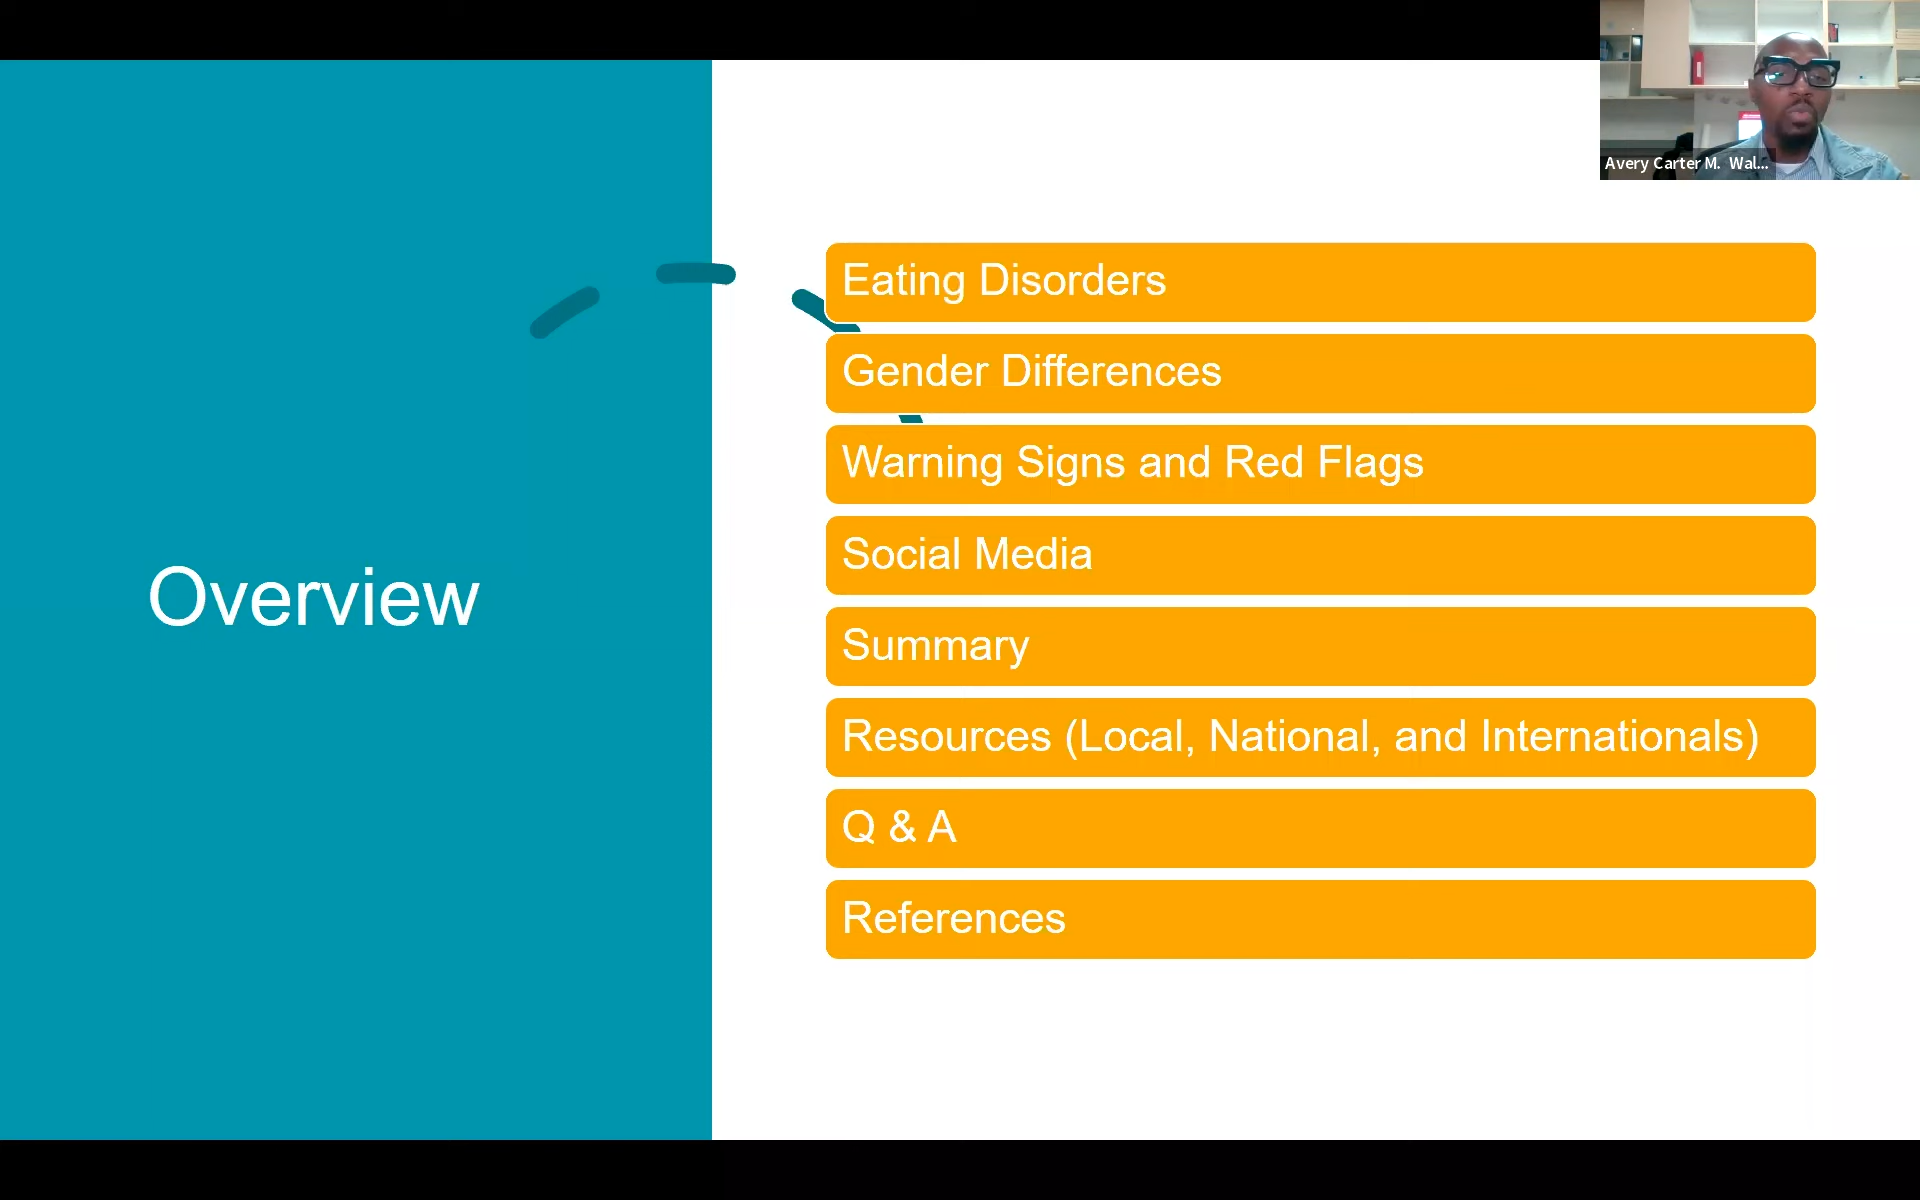 Avery Carter M. Wal...
Overview
Eating Disorders
Gender Differences
Warning Signs and Red Flags
Social Media
Summary
Resources (Local, National, and Internationals)
Q & A
References